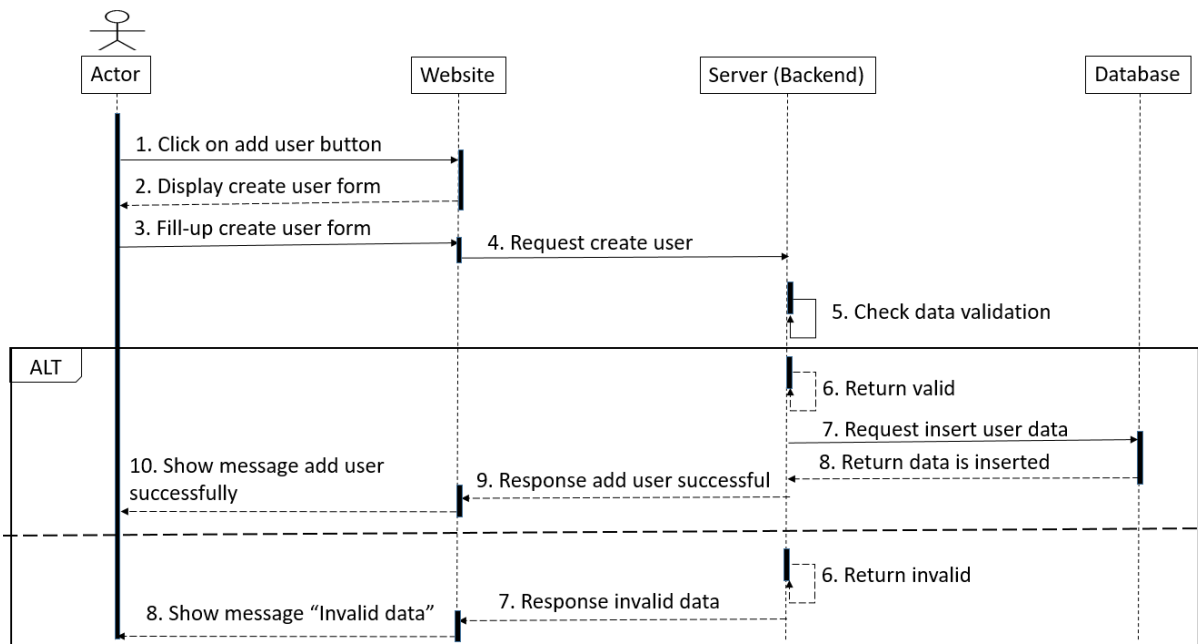 Actor
Website
Server (Backend)
Database
1. Click on add user button
2. Display create user form
3. Fill-up create user form
4. Request create user
5. Check data validation
ALT
6. Return valid
7. Request insert user data
8. Return data is inserted
9. Response add user successful
10. Show message add user
successfully
6. Return invalid
7. Response invalid data
8. Show message “Invalid data”